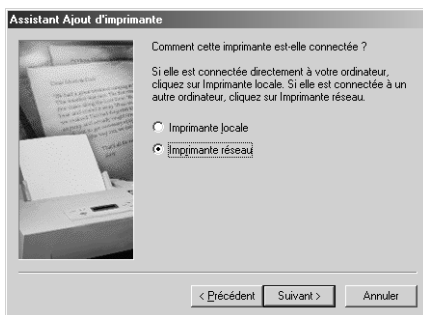 Assistant Ajout d'imprimante
Comment cette imprimante est-elle connectée ?
Si elle est connectée directement à votre ordinateur,
cliquez sur Imprimante locale. Si elle est connectée à un
autre ordinateur, cliquez sur Imprimante réseau.
Imprimante locale
Imprimante réseau
< Précédent
Suivant >
Annuler